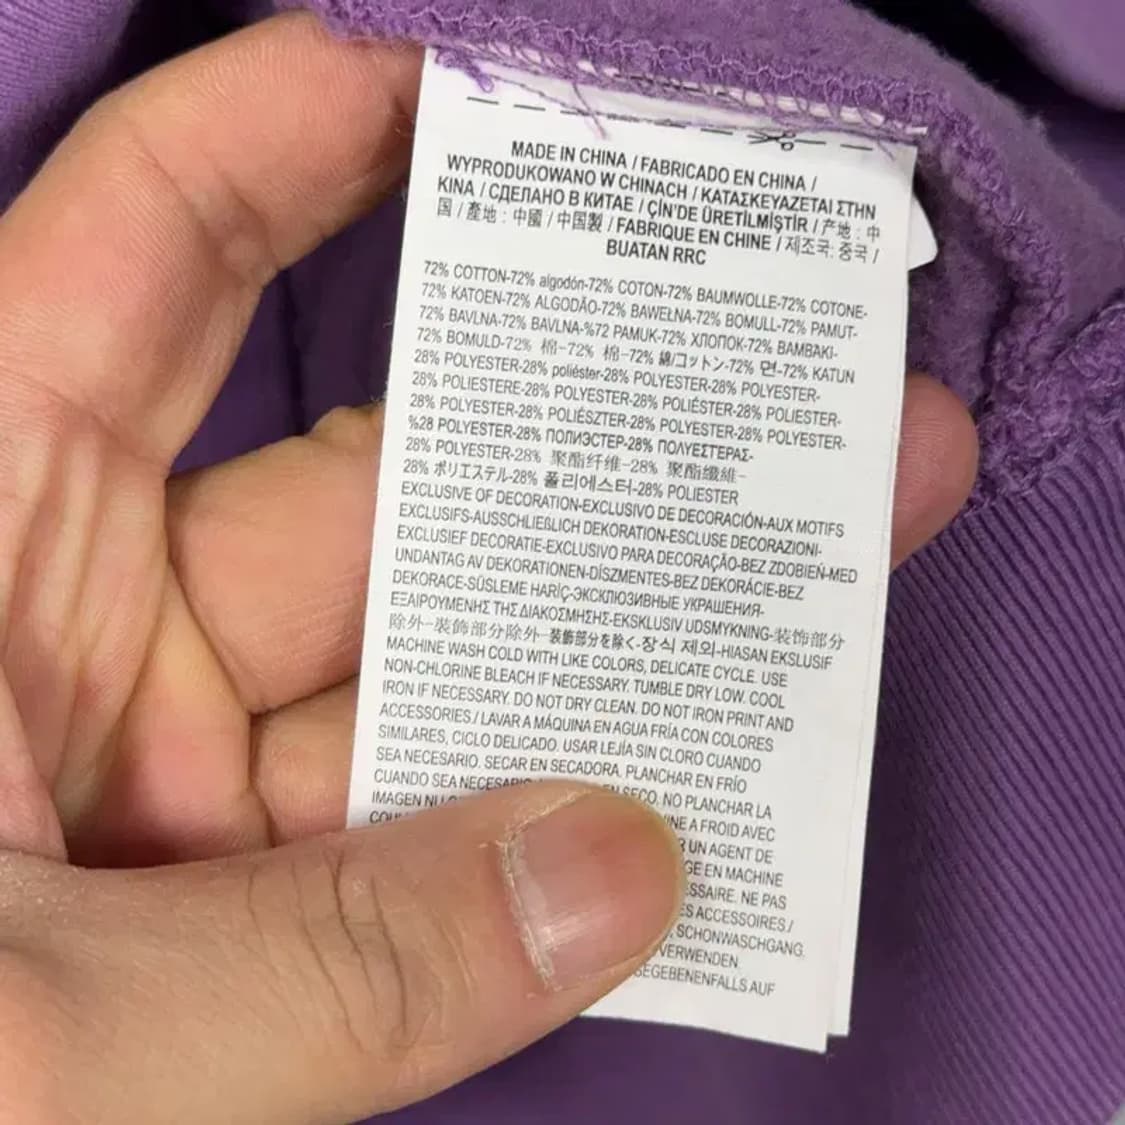 MADE IN CHINA / FABRICADO EN CHINA /
WYPRODUKOWANO W CHINACH / ΚΑΤΑΣΚΕΥΑΖΕΤΑΙ ΣΤΗΝ
ΚΙΝΑ / СДЕЛАНО В КИТАЕ / ÇİN'DE ÜRETİLMİŞTİR / 产地 : 中
国 / 產地 : 中國 / 中国製 / FABRIQUE EN CHINE / 제조국: 중국 /
BUATAN RRC
72% COTTON-72% algodón-72% COTON-72% BAUMWOLLE-72% COTONE-
72% KATOEN-72% ALGODÃO-72% BAWEŁNA-72% BOMULL-72% PAMUT-
72% BAVLNA-72% BAVLNA-%72 PAMUK-72% ХЛОПОК-72% ΒΑΜΒΑΚΙ-
72% BOMULD-72% 棉-72% 棉-72% 綿/コットン-72% 면-72% KATUN
28% POLYESTER-28% poliéster-28% POLYESTER-28% POLYESTER-
28% POLIESTERE-28% POLYESTER-28% POLIÉSTER-28% POLIESTER-
28% POLYESTER-28% POLIÉSZTER-28% POLYESTER-28% POLYESTER-
%28 POLYESTER-28% ПОЛИЭСТЕР-28% ΠΟΛΥΕΣΤΕΡΑΣ-
28% POLYESTER-28% 聚酯纤维-28% 聚酯纖維-
28% ポリエステル-28% 폴리에스터-28% POLIESTER
EXCLUSIVE OF DECORATION-EXCLUSIVO DE DECORACIÓN-AUX MOTIFS
EXCLUSIFS-AUSSCHLIEßLICH DEKORATION-ESCLUSE DECORAZIONI-
EXCLUSIEF DECORATIE-EXCLUSIVO PARA DECORAÇÃO-BEZ ZDOBIEŃ-MED
UNDANTAG AV DEKORATIONEN-DÍSZMENTES-BEZ DEKORÁCIE-BEZ
DEKORACE-SÜSLEME HARİÇ-ЭКСКЛЮЗИВНЫЕ УКРАШЕНИЯ-
ΕΞΑΙΡΟΥΜΕΝΗΣ ΤΗΣ ΔΙΑΚΟΣΜΗΣΗΣ-EKSKLUSIV UDSMYKNING-装饰部分
除外-裝飾部分除外-装飾部分を除く-장식 제외-HIASAN EKSLUSIF
MACHINE WASH COLD WITH LIKE COLORS, DELICATE CYCLE. USE
NON-CHLORINE BLEACH IF NECESSARY. TUMBLE DRY LOW. COOL
IRON IF NECESSARY. DO NOT DRY CLEAN. DO NOT IRON PRINT AND
ACCESSORIES / LAVAR A MÁQUINA EN AGUA FRÍA CON COLORES
SIMILARES, CICLO DELICADO. USAR LEJÍA SIN CLORO CUANDO
SEA NECESARIO. SECAR EN SECADORA. PLANCHAR EN FRÍO
CUANDO SEA NECESARIO. EN SECO. NO PLANCHAR LA
IMAGEN A FROID AVEC
UN AGENT DE
EN MACHINE
NE PAS
ACCESSOIRES /
SCHONWASCHGANG.
VERWENDEN.
GEGEBENENFALLS AUF